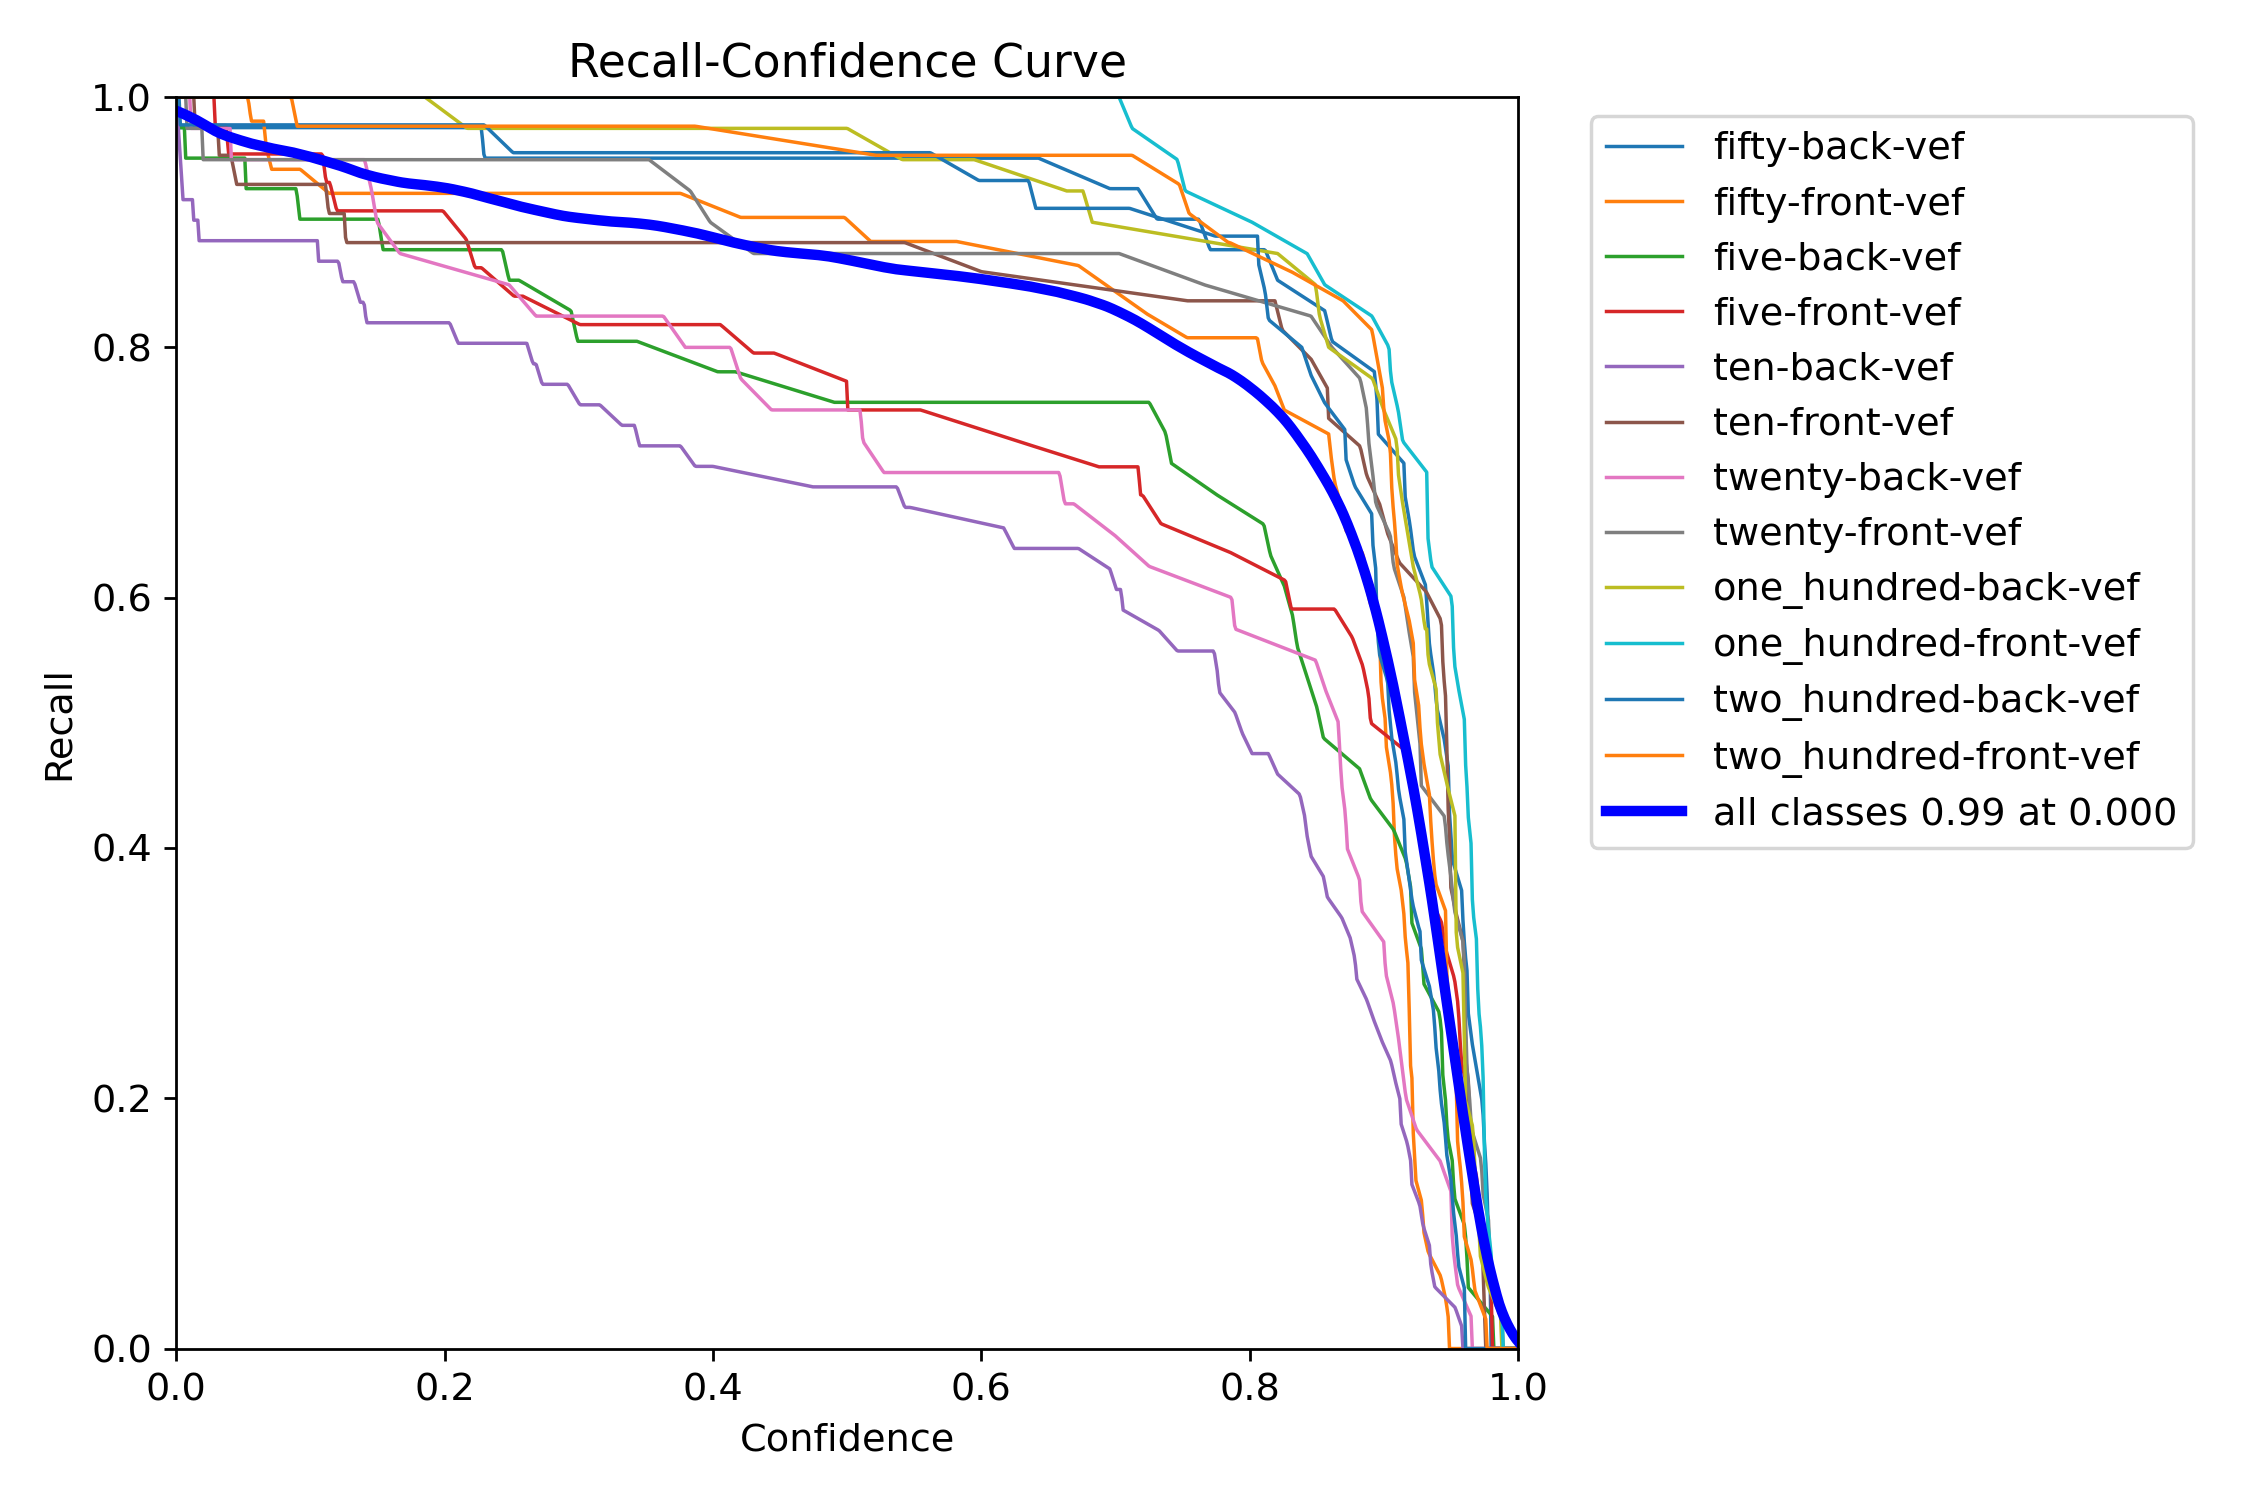 Recall-Confidence Curve
1.0
0.8
0.6
0.4
0.2
0.0
Recall
0.0 0.2 0.4 0.6 0.8 1.0
Confidence
fifty-back-vef
fifty-front-vef
five-back-vef
five-front-vef
ten-back-vef
ten-front-vef
twenty-back-vef
twenty-front-vef
one_hundred-back-vef
one_hundred-front-vef
two_hundred-back-vef
two_hundred-front-vef
all classes 0.99 at 0.000